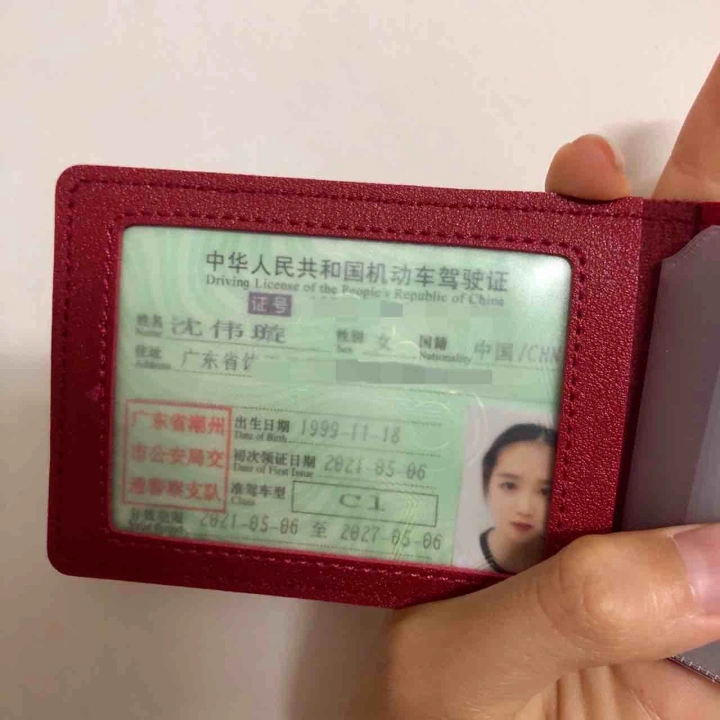 中华人民共和国机动车驾驶证
Driving License of the People's Republic of China
证号
姓名 沈伟璇 性别 女 国籍 中国/CHN
Name Sex Nationality
住址 广东省
Address
广东省潮州
市公安局交
通警察支队
出生日期 1999-11-18
Date of Birth
初次领证日期 2021-05-06
Date of First Issue
准驾车型 C1
Class
有效期限 2021-05-06 至 2027-05-06